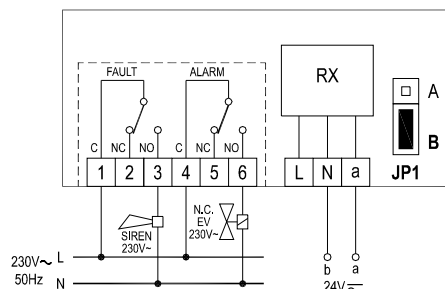 FAULT ALARM
RX
A
B
C NC NO C NC NO
1 2 3 4 5 6
L N a
JP1
SIREN
230V~
N.C.
EV
230V~
230V~ L
50Hz N
b a
24V